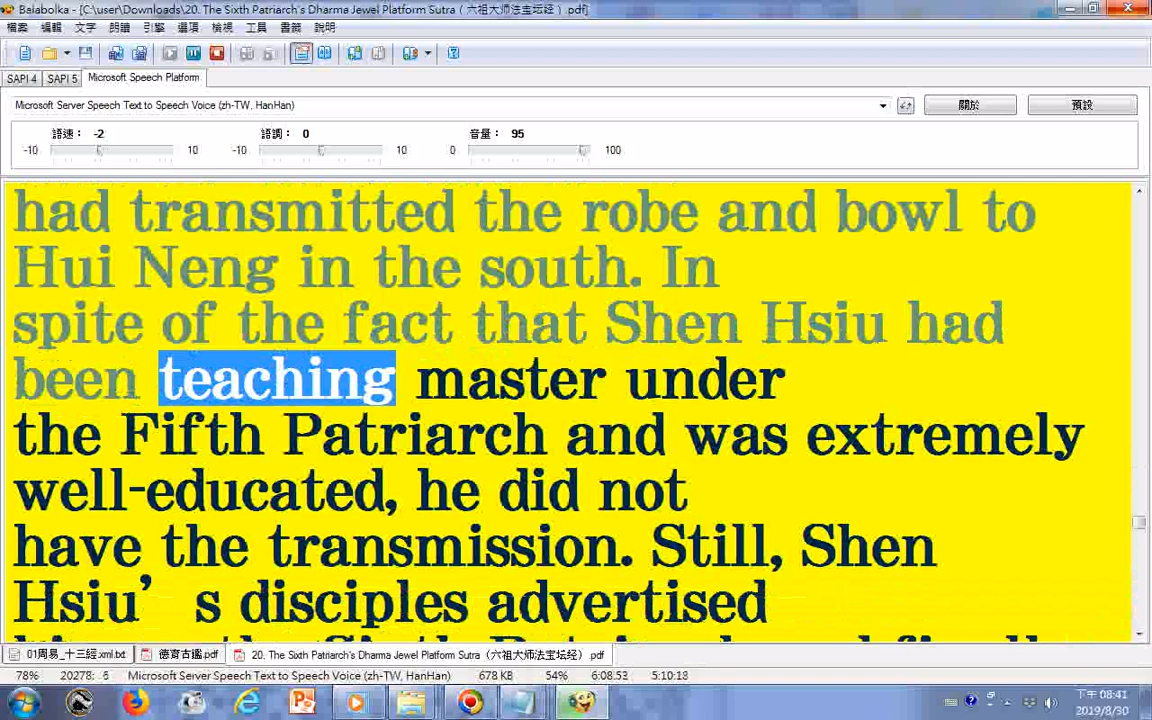 Balabolka - [C:\user\Downloads\20. The Sixth Patriarch's Dharma Jewel Platform Sutra（六祖大师法宝坛经）.pdf]
檔案 編輯 文字 朗讀 引擎 選項 檢視 工具 書籤 說明
SAPI 4 SAPI 5 Microsoft Speech Platform
Microsoft Server Speech Text to Speech Voice (zh-TW, HanHan) 關於 預設
語速： -2 語調： 0 音量： 95
-10 10 -10 10 0 100
had transmitted the robe and bowl to
Hui Neng in the south. In
spite of the fact that Shen Hsiu had
been teaching master under
the Fifth Patriarch and was extremely
well-educated, he did not
have the transmission. Still, Shen
Hsiu’s disciples advertised
01周易_十三經.xml.txt 德育古鑑.pdf 20. The Sixth Patriarch's Dharma Jewel Platform Sutra（六祖大师法宝坛经）.pdf
78% 20278: 6 Microsoft Server Speech Text to Speech Voice (zh-TW, HanHan) 678 KB 54% 6:08:53 5:10:18
下午 08:41
2019/8/30